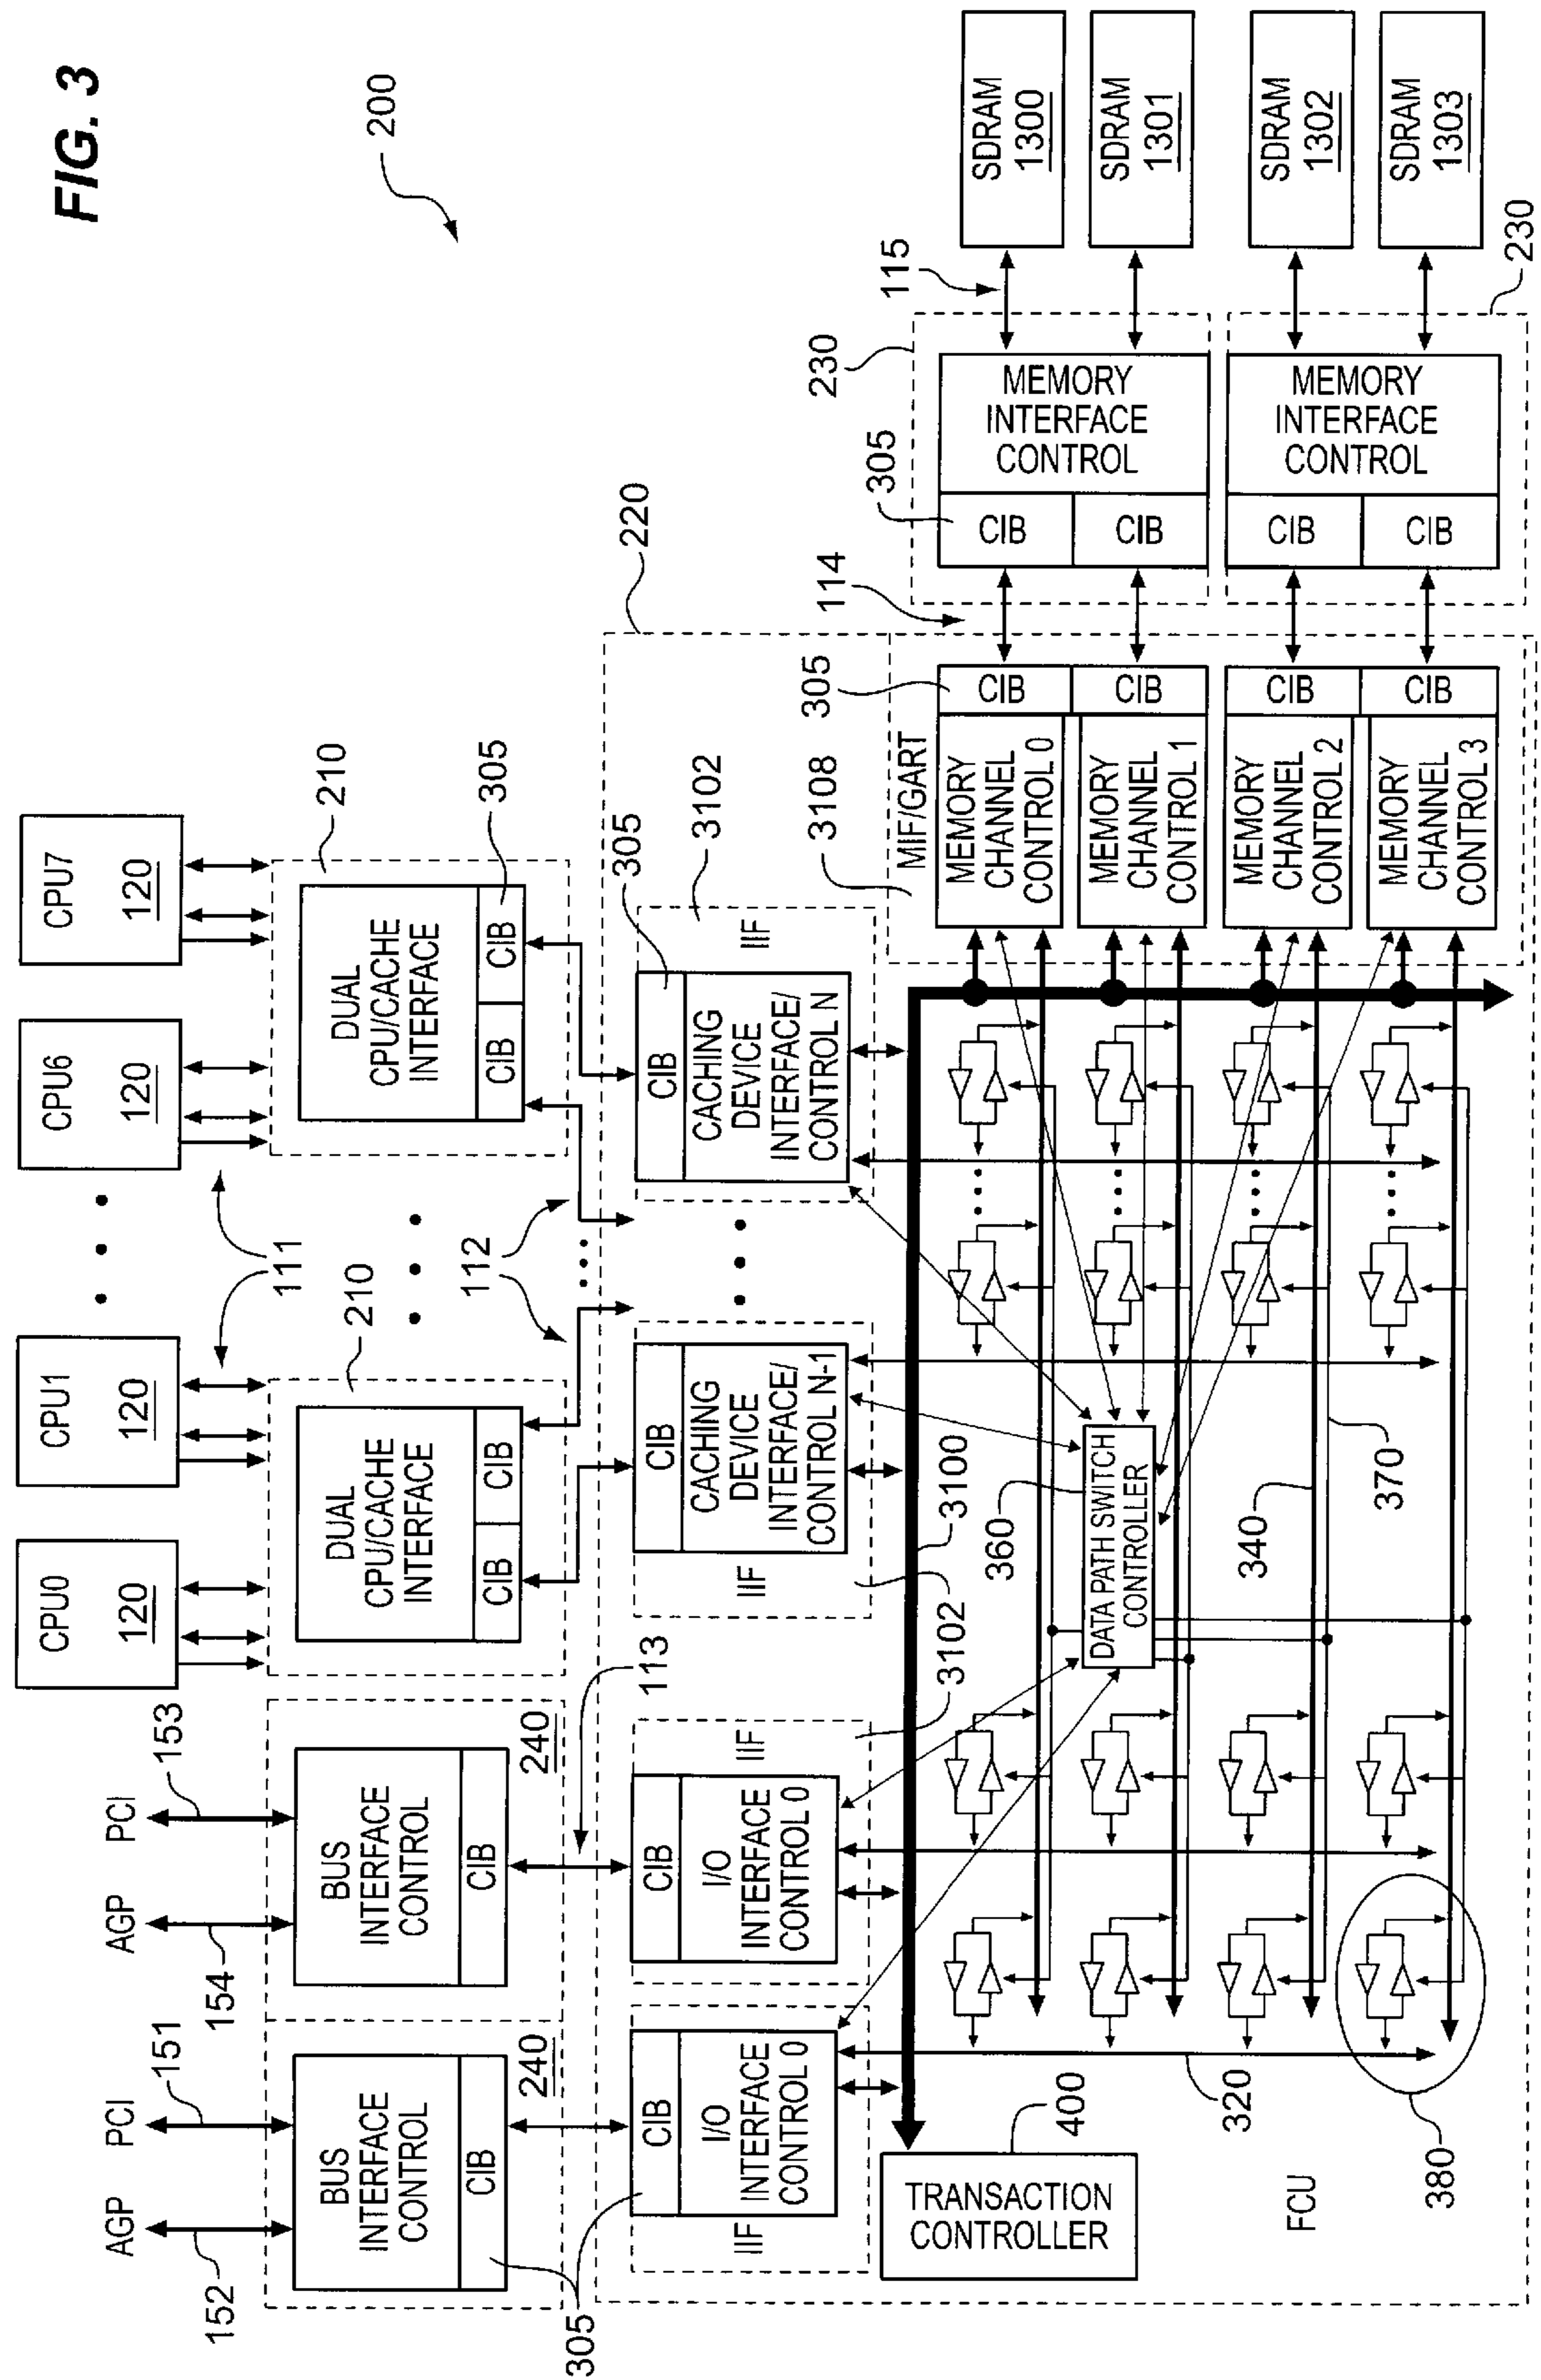 FIG. 3
200
AGP
PCI
AGP
PCI
152
151
154
153
CPU0
120
CPU1
120
CPU6
120
CPU7
120
111
BUS
INTERFACE
CONTROL
CIB
240
BUS
INTERFACE
CONTROL
CIB
240
DUAL
CPU/CACHE
INTERFACE
CIB
CIB
210
DUAL
CPU/CACHE
INTERFACE
CIB
CIB
210
305
305
113
112
220
IIF
CIB
I/O
INTERFACE
CONTROL 0
CIB
I/O
INTERFACE
CONTROL 0
IIF
3102
IIF
CIB
CACHING
DEVICE
INTERFACE/
CONTROL N-1
CIB
CACHING
DEVICE
INTERFACE/
CONTROL N
IIF
305
3102
TRANSACTION
CONTROLLER
400
3100
360
DATA PATH SWITCH
CONTROLLER
340
370
320
380
FCU
MIF/GART
3108
305
MEMORY
CHANNEL
CONTROL 0
CIB
MEMORY
CHANNEL
CONTROL 1
CIB
MEMORY
CHANNEL
CONTROL 2
CIB
MEMORY
CHANNEL
CONTROL 3
CIB
114
305
230
CIB
CIB
MEMORY
INTERFACE
CONTROL
CIB
CIB
MEMORY
INTERFACE
CONTROL
230
115
SDRAM
1300
SDRAM
1301
SDRAM
1302
SDRAM
1303